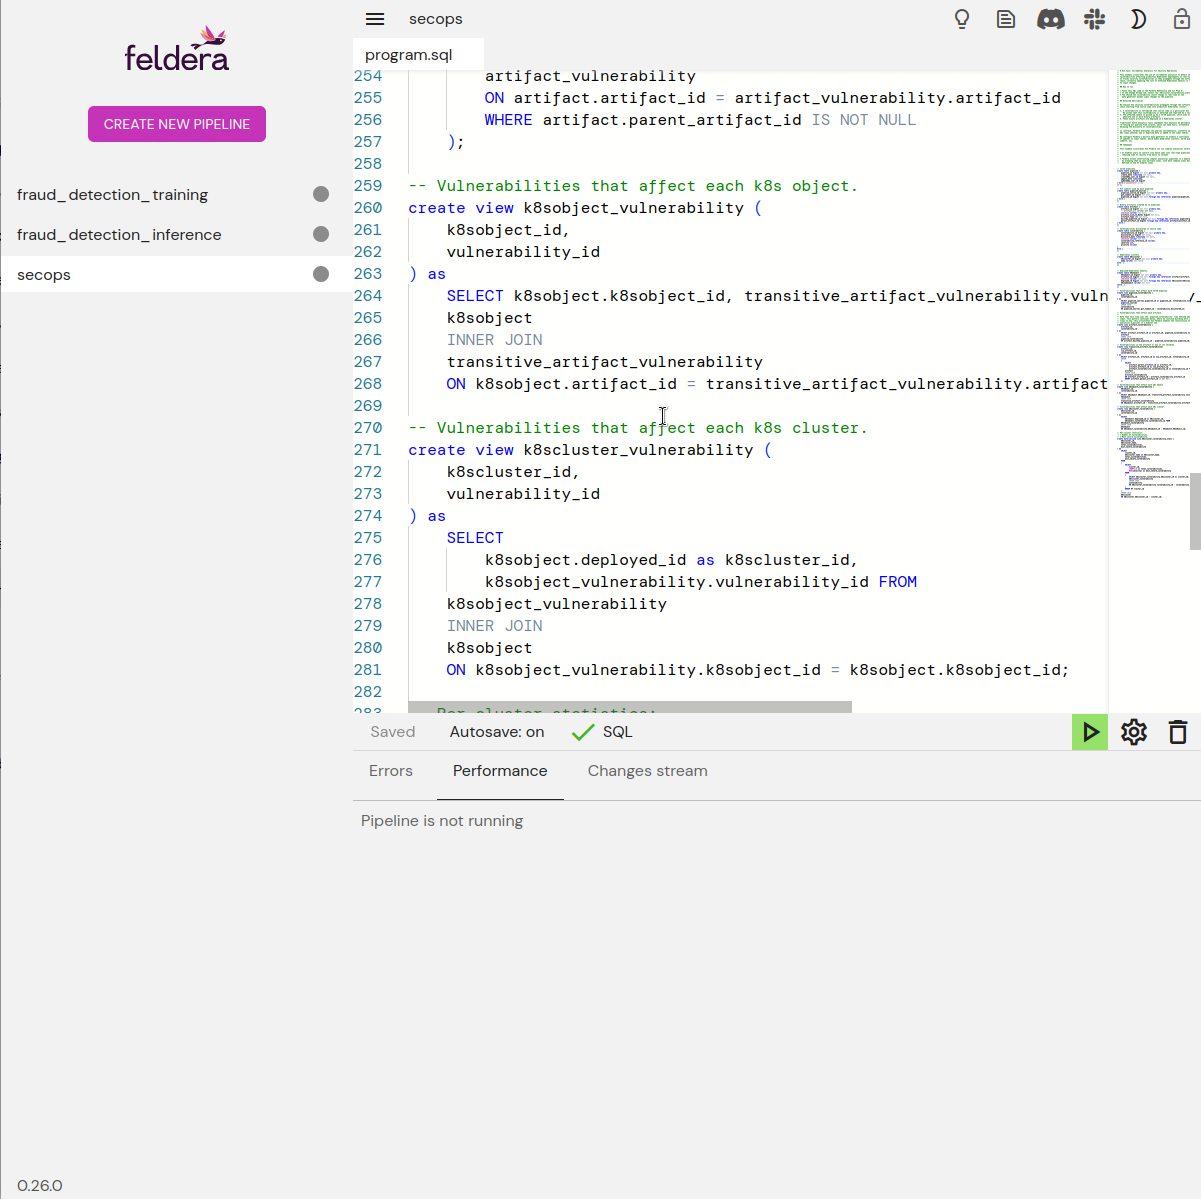 feldera
CREATE NEW PIPELINE
fraud_detection_training
fraud_detection_inference
secops
0.26.0
secops
program.sql
254 artifact_vulnerability
255 ON artifact.artifact_id = artifact_vulnerability.artifact_id
256 WHERE artifact.parent_artifact_id IS NOT NULL
257 );
258
259 -- Vulnerabilities that affect each k8s object.
260 create view k8sobject_vulnerability (
261 k8sobject_id,
262 vulnerability_id
263 ) as
264 SELECT k8sobject.k8sobject_id, transitive_artifact_vulnerability.vuln
265 k8sobject
266 INNER JOIN
267 transitive_artifact_vulnerability
268 ON k8sobject.artifact_id = transitive_artifact_vulnerability.artifact
269
270 -- Vulnerabilities that affect each k8s cluster.
271 create view k8scluster_vulnerability (
272 k8scluster_id,
273 vulnerability_id
274 ) as
275 SELECT
276 k8sobject.deployed_id as k8scluster_id,
277 k8sobject_vulnerability.vulnerability_id FROM
278 k8sobject_vulnerability
279 INNER JOIN
280 k8sobject
281 ON k8sobject_vulnerability.k8sobject_id = k8sobject.k8sobject_id;
282
283 -- Per cluster statistics:
Saved
Autosave: on
SQL
Errors
Performance
Changes stream
Pipeline is not running